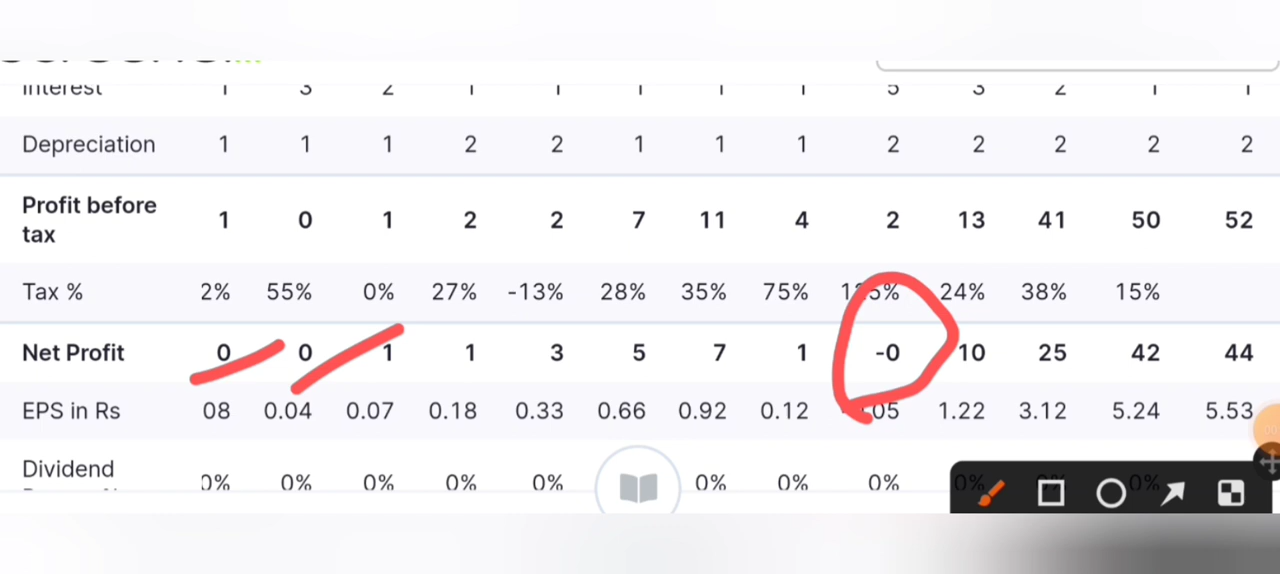 Interest 1 3 2 1 1 1 1 1 5 3 2 1 1
Depreciation 1 1 1 2 2 1 1 1 2 2 2 2 2
Profit before
tax 1 0 1 2 2 7 11 4 2 13 41 50 52
Tax % 2% 55% 0% 27% -13% 28% 35% 75% 24% 38% 15%
Net Profit 0 0 1 1 3 5 7 1 -0 10 25 42 44
EPS in Rs 08 0.04 0.07 0.18 0.33 0.66 0.92 0.12 05 1.22 3.12 5.24 5.53
Dividend 0% 0% 0% 0% 0% 0% 0% 0% 0% 0%